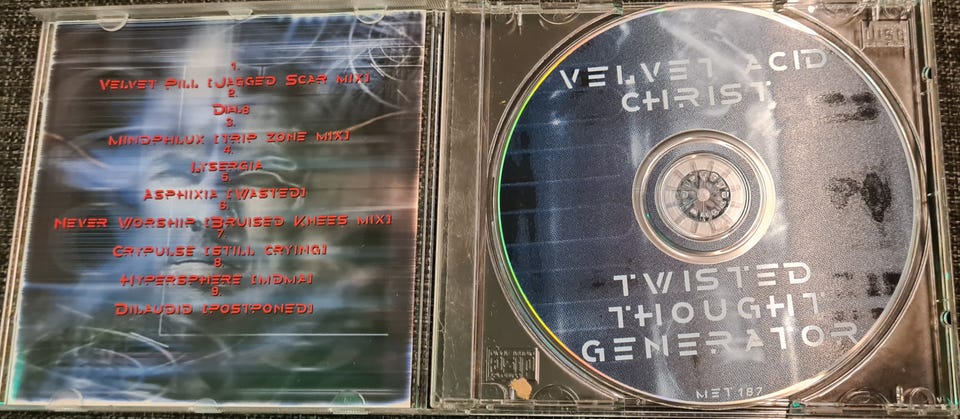 1.
Velvet Pill [Jagged Scar mix]
2.
Dial8
3.
Mindphlux [trip zone mix]
4.
Lysergia
5.
Asphixia [Wasted]
6.
Never Worship [Bruised Knees mix]
7.
Crypulse [still crying]
8.
Hypersphere [mdma]
9.
Dilaudid [postponed]
VELVET ACID
CHRIST
TWISTED
THOUGHT
GENERATOR
MET 187
DISC